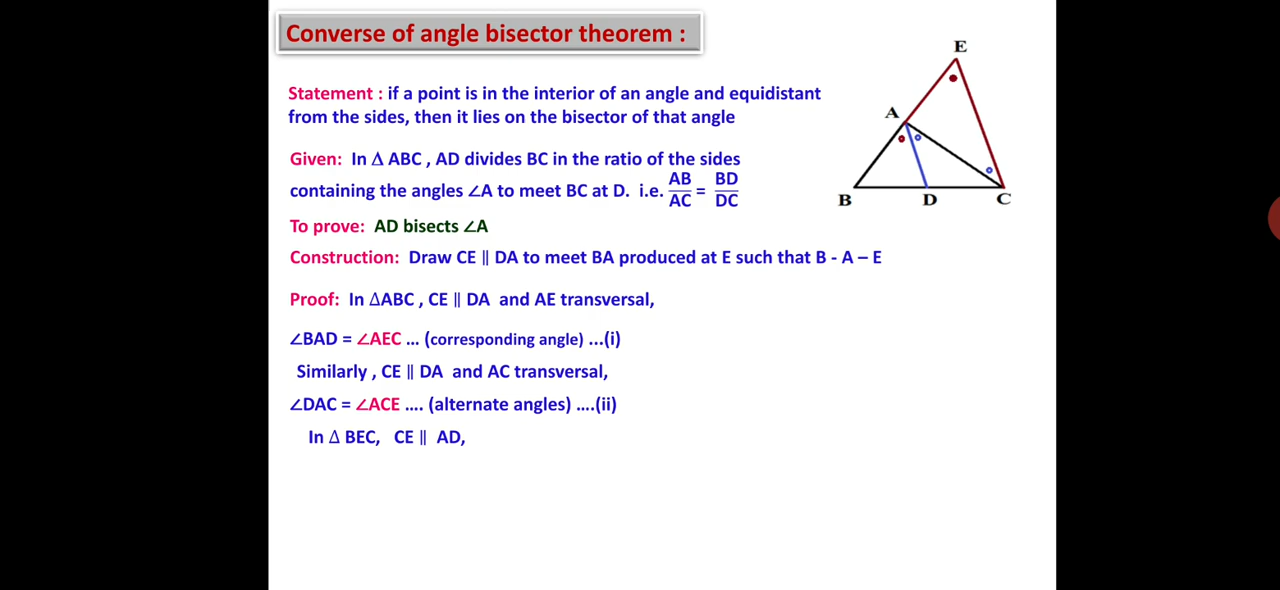 Converse of angle bisector theorem :
E
Statement : if a point is in the interior of an angle and equidistant
from the sides, then it lies on the bisector of that angle
A
Given: In Δ ABC , AD divides BC in the ratio of the sides
containing the angles ∠A to meet BC at D. i.e. AB/AC = BD/DC
B D C
To prove: AD bisects ∠A
Construction: Draw CE ∥ DA to meet BA produced at E such that B - A – E
Proof: In ΔABC , CE ∥ DA and AE transversal,
∠BAD = ∠AEC ... (corresponding angle) ...(i)
Similarly , CE ∥ DA and AC transversal,
∠DAC = ∠ACE .... (alternate angles) ....(ii)
In Δ BEC, CE ∥ AD,